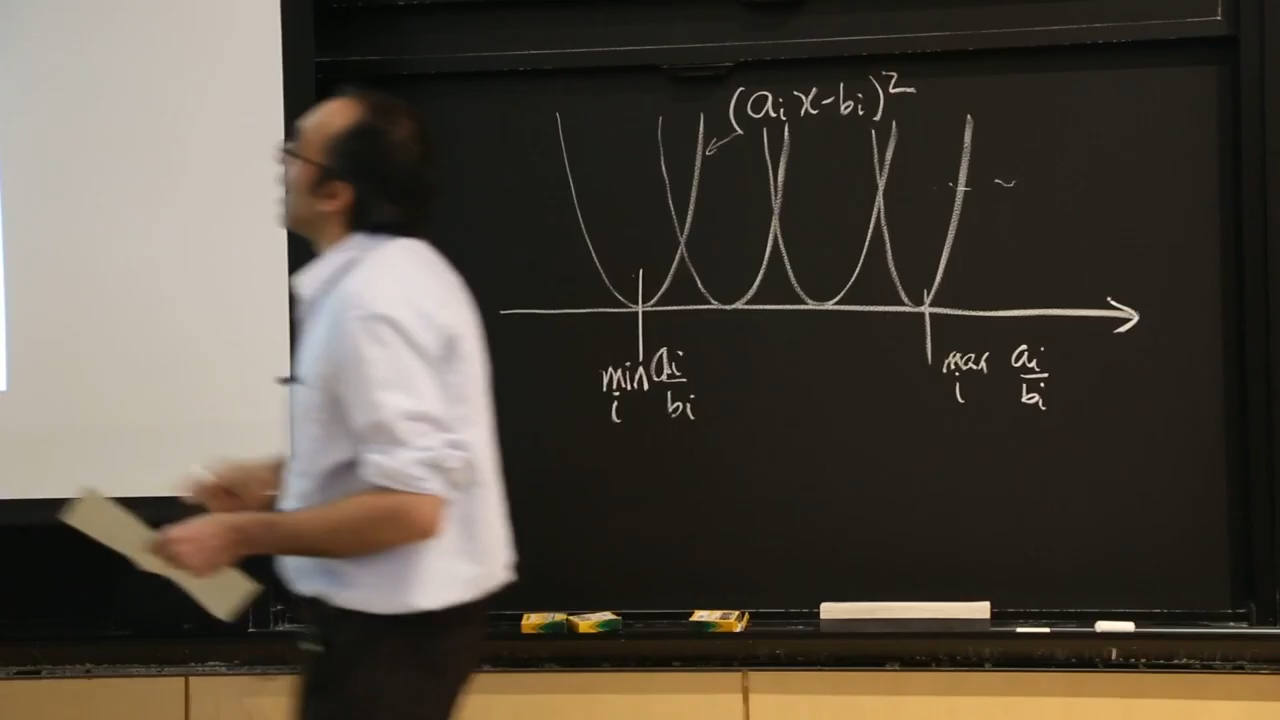 (aᵢx-bᵢ)²
min aᵢ/bᵢ
i
max aᵢ/bᵢ
i